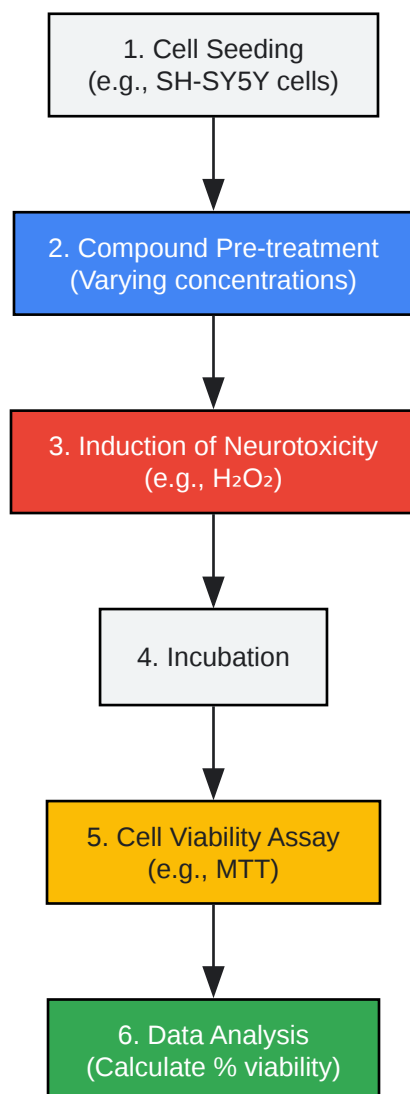 1. Cell Seeding
(e.g., SH-SY5Y cells)
2. Compound Pre-treatment
(Varying concentrations)
3. Induction of Neurotoxicity
(e.g., H₂O₂)
4. Incubation
5. Cell Viability Assay
(e.g., MTT)
6. Data Analysis
(Calculate % viability)